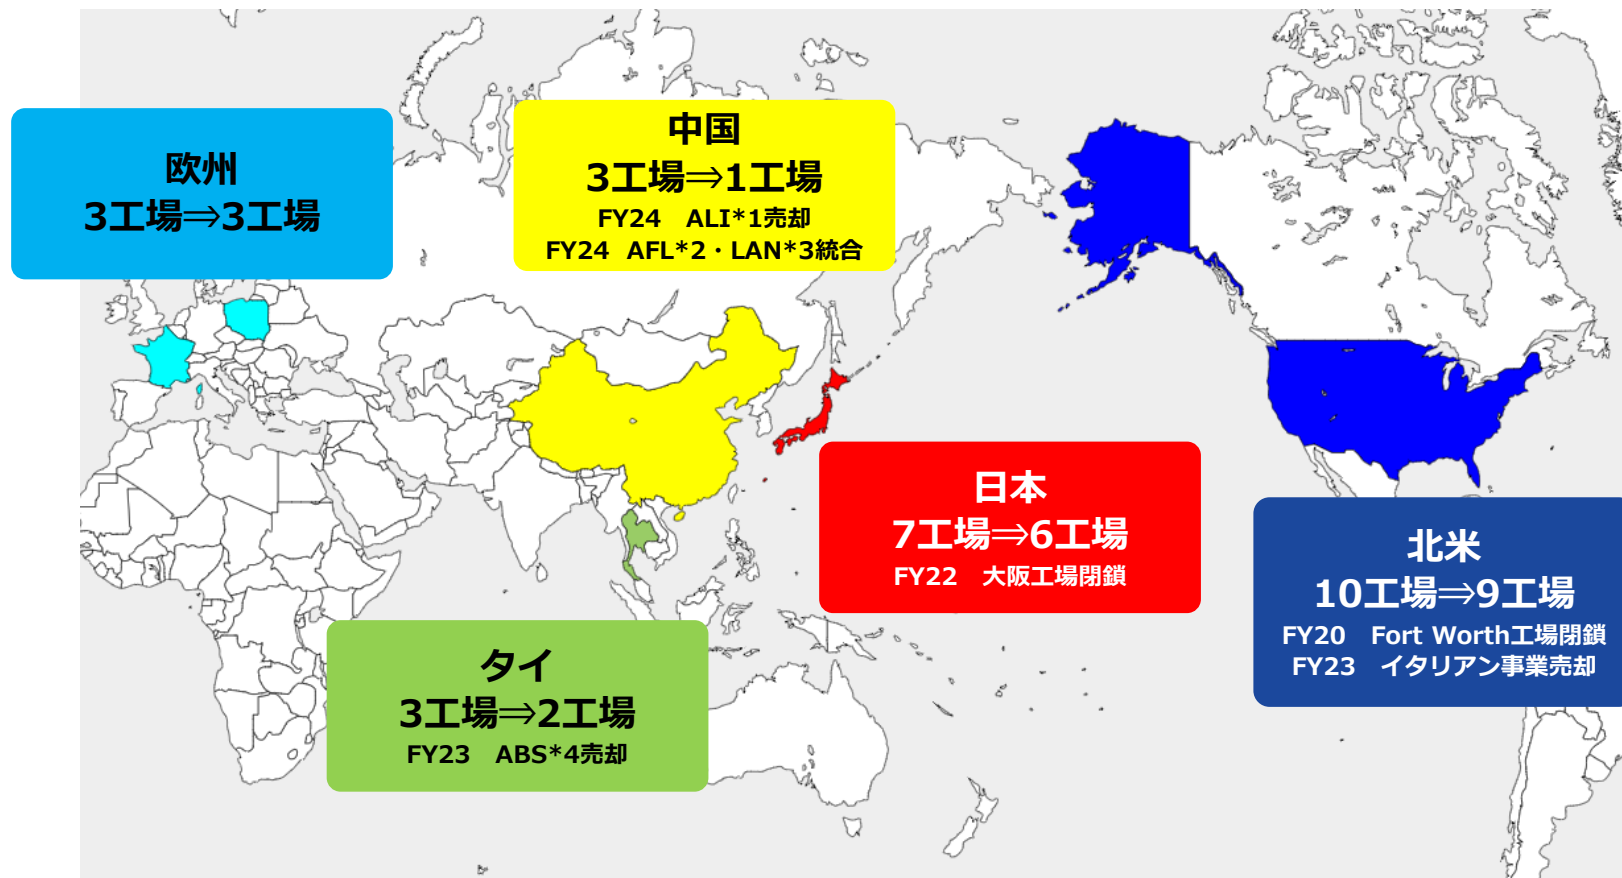 欧州
3工場⇒3工場
中国
3工場⇒1工場
FY24　ALI*1売却
FY24  AFL*2・LAN*3統合
日本
7工場⇒6工場
FY22　大阪工場閉鎖
北米
10工場⇒9工場
FY20　Fort Worth工場閉鎖
FY23　イタリアン事業売却
タイ
3工場⇒2工場
FY23　ABS*4売却